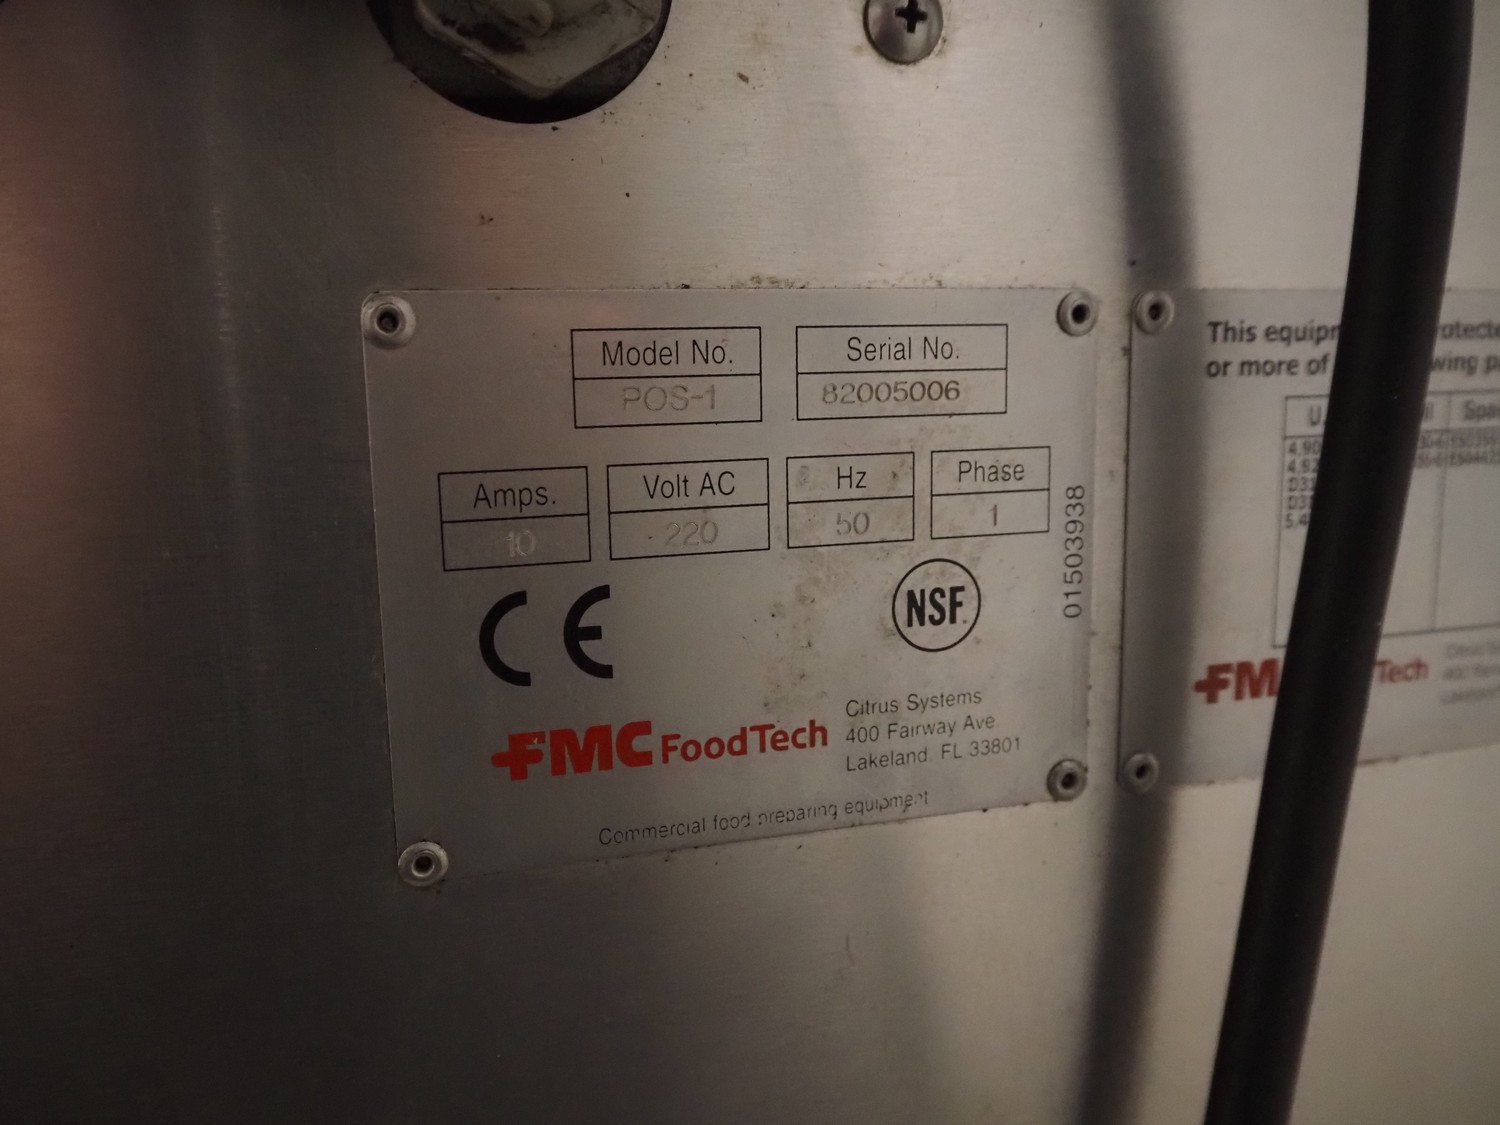 Model No.
POS-1
Serial No.
82005006
Amps.
10
Volt AC
220
Hz
50
Phase
1
01503938
CE
NSF
FMC FoodTech
Citrus Systems
400 Fairway Ave.
Lakeland. FL 33801
Commercial food preparing equipment
This
or more of
FM
Tech